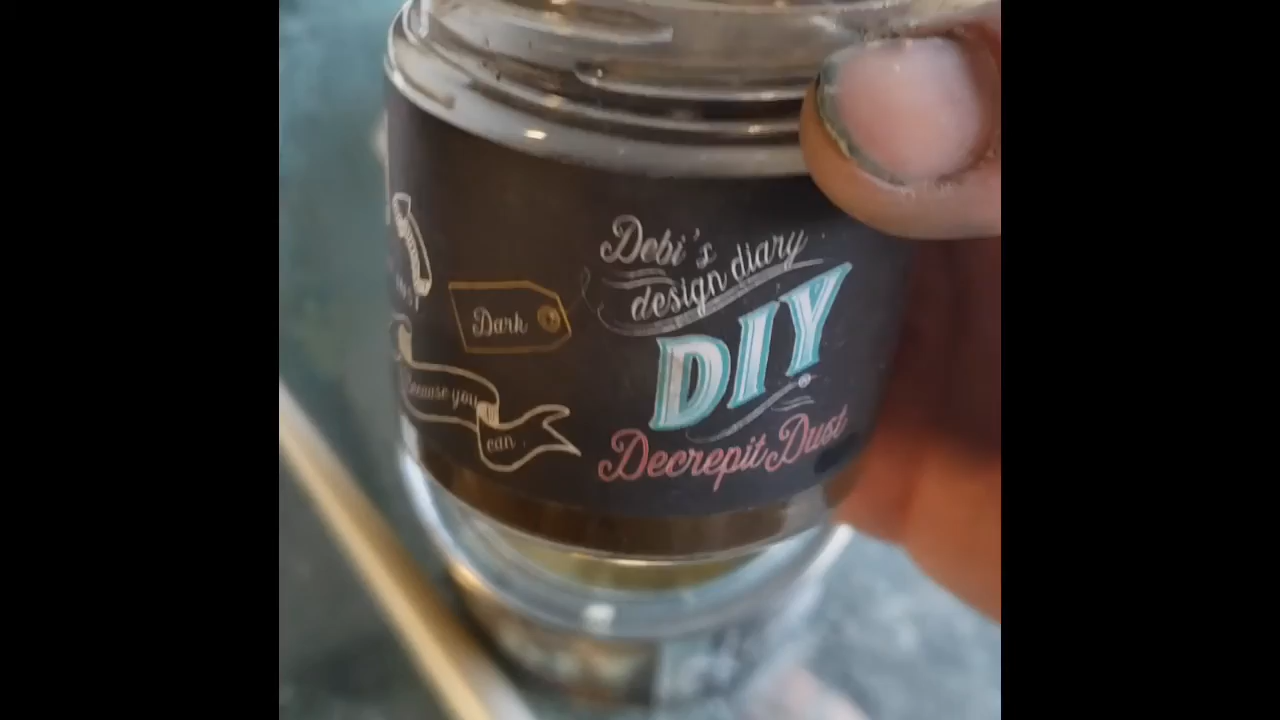 Debi's
design diary
DIY
®
Decrepit Dust
Dark
because you
can.